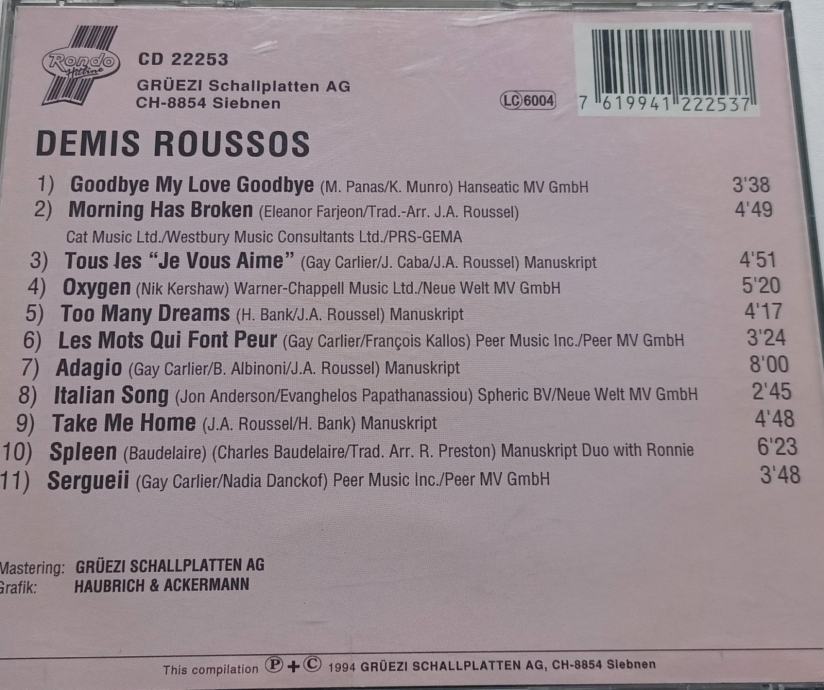 Rondo
Hitline
CD 22253
GRÜEZI Schallplatten AG
CH-8854 Siebnen
LC 6004
7 619941 222537
DEMIS ROUSSOS
1) Goodbye My Love Goodbye (M. Panas/K. Munro) Hanseatic MV GmbH 3'38
2) Morning Has Broken (Eleanor Farjeon/Trad.-Arr. J.A. Roussel) 4'49
Cat Music Ltd./Westbury Music Consultants Ltd./PRS-GEMA
3) Tous les "Je Vous Aime" (Gay Carlier/J. Caba/J.A. Roussel) Manuskript 4'51
4) Oxygen (Nik Kershaw) Warner-Chappell Music Ltd./Neue Welt MV GmbH 5'20
5) Too Many Dreams (H. Bank/J.A. Roussel) Manuskript 4'17
6) Les Mots Qui Font Peur (Gay Carlier/François Kallos) Peer Music Inc./Peer MV GmbH 3'24
7) Adagio (Gay Carlier/B. Albinoni/J.A. Roussel) Manuskript 8'00
8) Italian Song (Jon Anderson/Evanghelos Papathanassiou) Spheric BV/Neue Welt MV GmbH 2'45
9) Take Me Home (J.A. Roussel/H. Bank) Manuskript 4'48
10) Spleen (Baudelaire) (Charles Baudelaire/Trad. Arr. R. Preston) Manuskript Duo with Ronnie 6'23
11) Sergueii (Gay Carlier/Nadia Danckof) Peer Music Inc./Peer MV GmbH 3'48
Mastering: GRÜEZI SCHALLPLATTEN AG
Grafik: HAUBRICH & ACKERMANN
This compilation Ⓟ + © 1994 GRÜEZI SCHALLPLATTEN AG, CH-8854 Siebnen